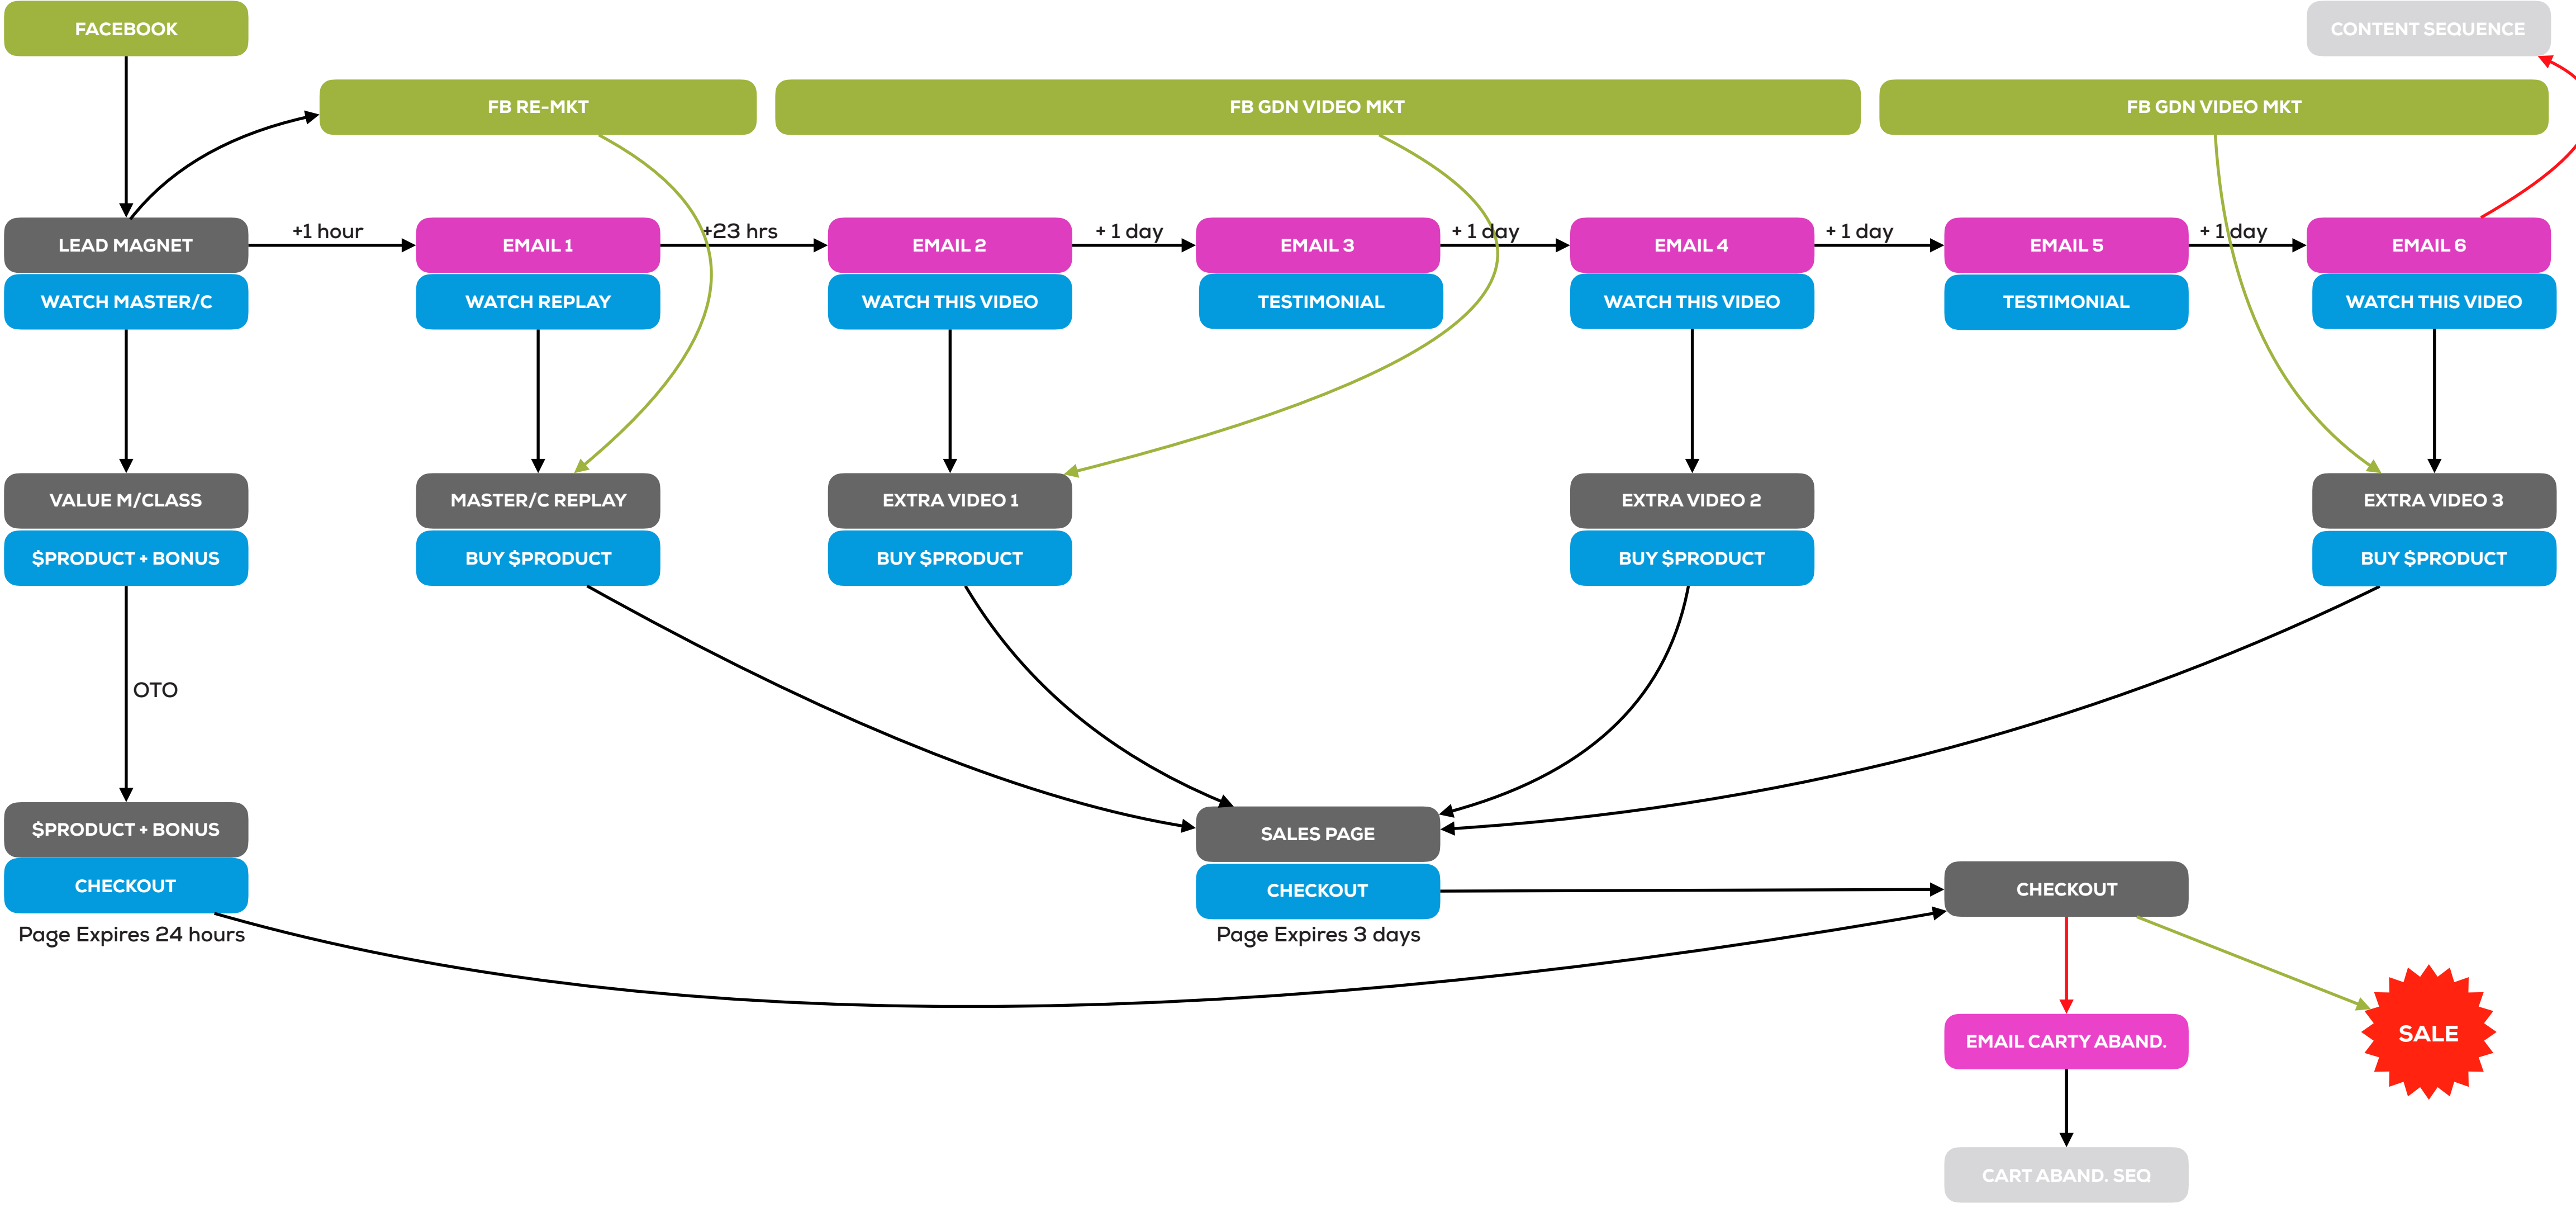 FACEBOOK
CONTENT SEQUENCE
FB RE-MKT
FB GDN VIDEO MKT
FB GDN VIDEO MKT
LEAD MAGNET
+1 hour
EMAIL 1
+23 hrs
EMAIL 2
+ 1 day
EMAIL 3
+ 1 day
EMAIL 4
+ 1 day
EMAIL 5
+ 1 day
EMAIL 6
WATCH MASTER/C
WATCH REPLAY
WATCH THIS VIDEO
TESTIMONIAL
WATCH THIS VIDEO
TESTIMONIAL
WATCH THIS VIDEO
VALUE M/CLASS
MASTER/C REPLAY
EXTRA VIDEO 1
EXTRA VIDEO 2
EXTRA VIDEO 3
$PRODUCT + BONUS
BUY $PRODUCT
BUY $PRODUCT
BUY $PRODUCT
BUY $PRODUCT
OTO
$PRODUCT + BONUS
SALES PAGE
CHECKOUT
CHECKOUT
CHECKOUT
Page Expires 24 hours
Page Expires 3 days
EMAIL CARTY ABAND.
SALE
CART ABAND. SEQ